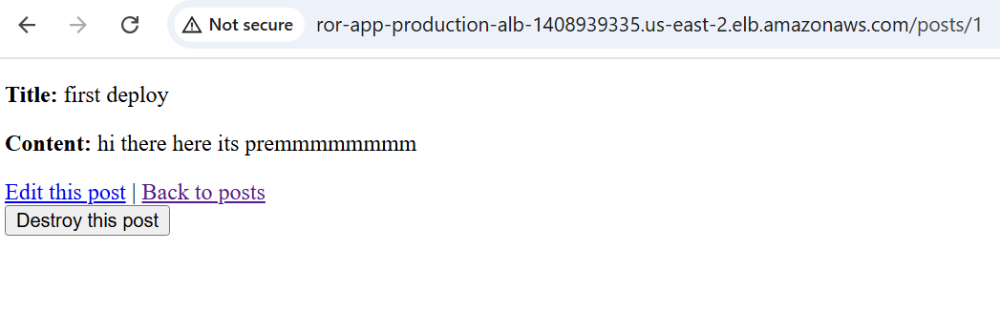 Not secure ror-app-production-alb-1408939335.us-east-2.elb.amazonaws.com/posts/1
Title: first deploy
Content: hi there here its premmmmmmmm
Edit this post | Back to posts
Destroy this post